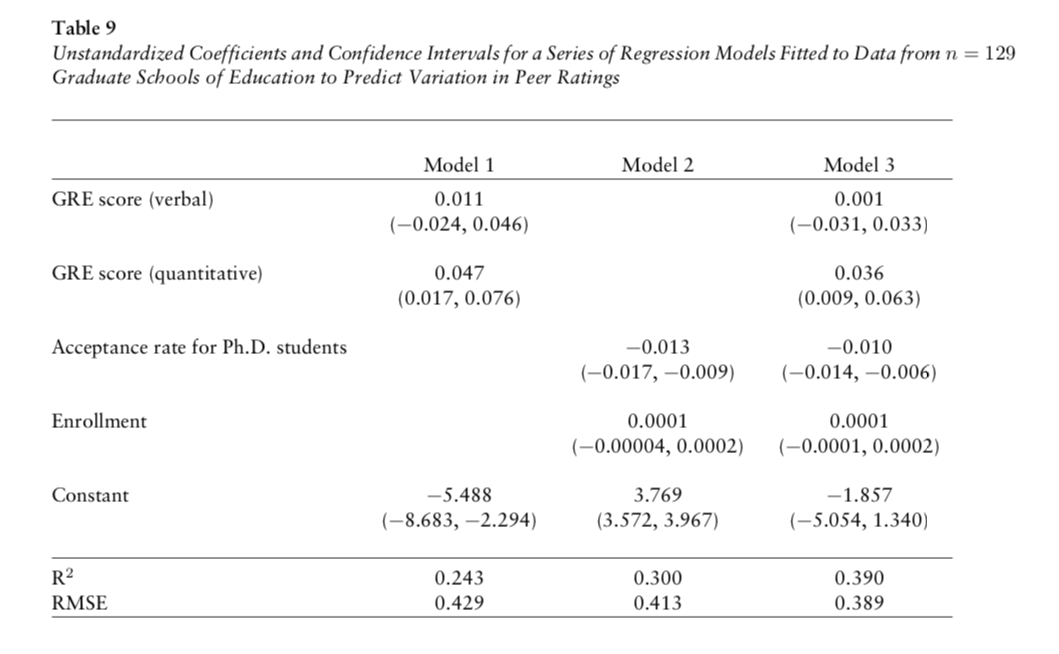 Table 9
Unstandardized Coefficients and Confidence Intervals for a Series of Regression Models Fitted to Data from n = 129
Graduate Schools of Education to Predict Variation in Peer Ratings
Model 1 Model 2 Model 3
GRE score (verbal) 0.011 0.001
(−0.024, 0.046) (−0.031, 0.033)
GRE score (quantitative) 0.047 0.036
(0.017, 0.076) (0.009, 0.063)
Acceptance rate for Ph.D. students −0.013 −0.010
(−0.017, −0.009) (−0.014, −0.006)
Enrollment 0.0001 0.0001
(−0.00004, 0.0002) (−0.0001, 0.0002)
Constant −5.488 3.769 −1.857
(−8.683, −2.294) (3.572, 3.967) (−5.054, 1.340)
R² 0.243 0.300 0.390
RMSE 0.429 0.413 0.389